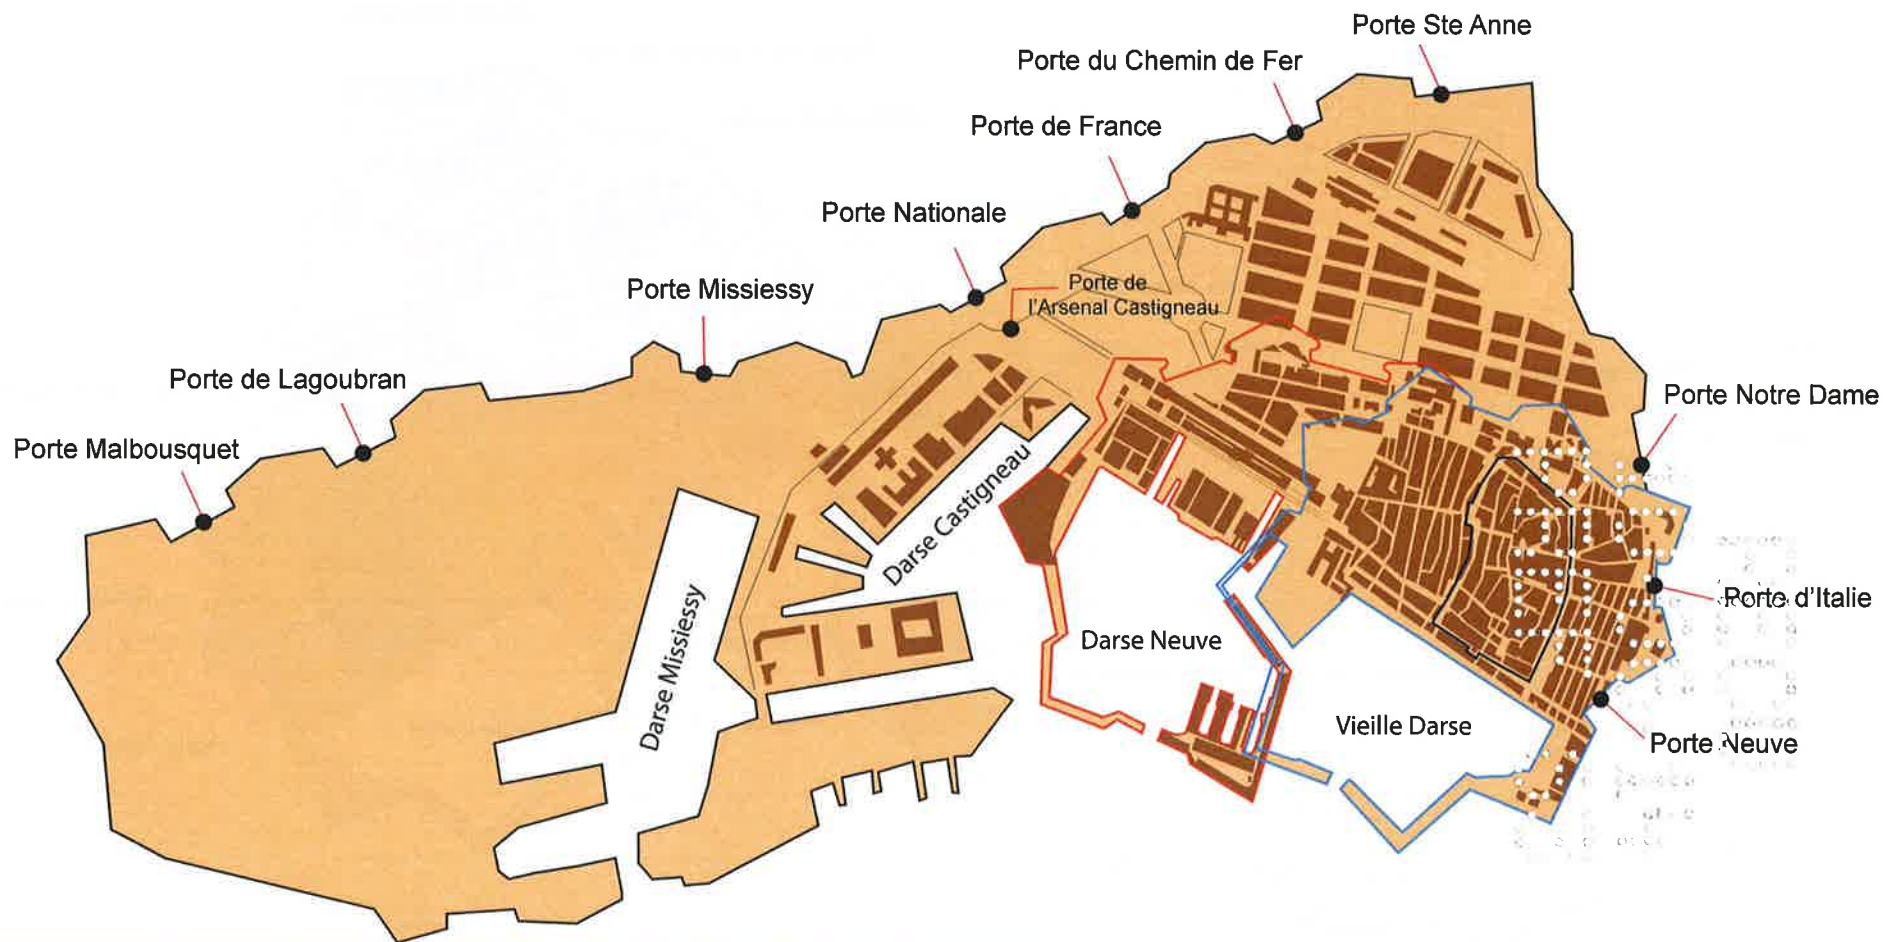 Porte Ste Anne
Porte du Chemin de Fer
Porte de France
Porte Nationale
Porte de
l'Arsenal Castigneau
Porte Missiessy
Porte de Lagoubran
Porte Malbousquet
Porte Notre Dame
Porte d'Italie
Porte Neuve
Darse Castigneau
Darse Missiessy
Darse Neuve
Vieille Darse